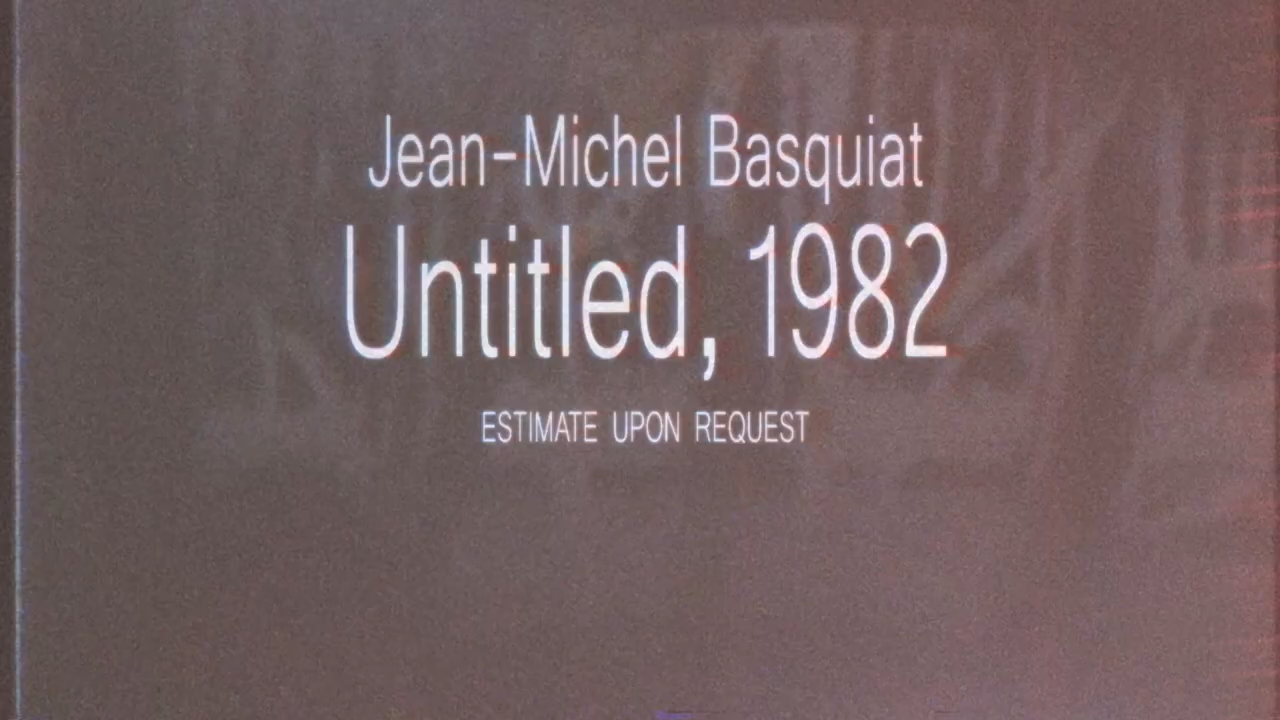 Jean-Michel Basquiat
Untitled, 1982
ESTIMATE UPON REQUEST